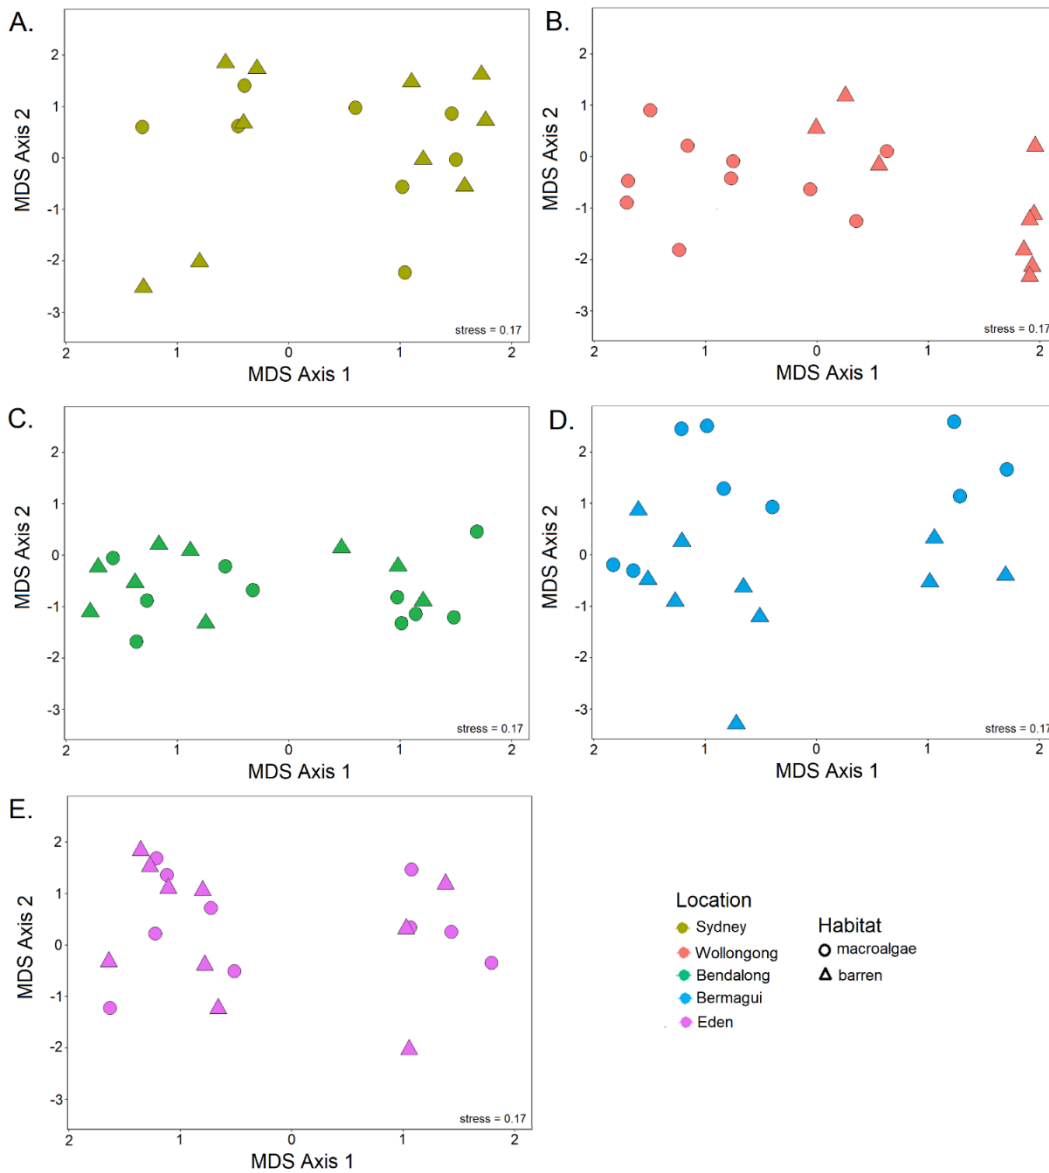 A.
2
1
0
-1
-2
-3
MDS Axis 2
stress = 0.17
2 1 0 1 2
MDS Axis 1
B.
2
1
0
-1
-2
-3
MDS Axis 2
stress = 0.17
2 1 0 1 2
MDS Axis 1
C.
2
1
0
-1
-2
-3
MDS Axis 2
stress = 0.17
2 1 0 1 2
MDS Axis 1
D.
2
1
0
-1
-2
-3
MDS Axis 2
stress = 0.17
2 1 0 1 2
MDS Axis 1
E.
2
1
0
-1
-2
-3
MDS Axis 2
stress = 0.17
2 1 0 1 2
MDS Axis 1
Location
Sydney
Wollongong
Bendalong
Bermagui
Eden
Habitat
macroalgae
barren